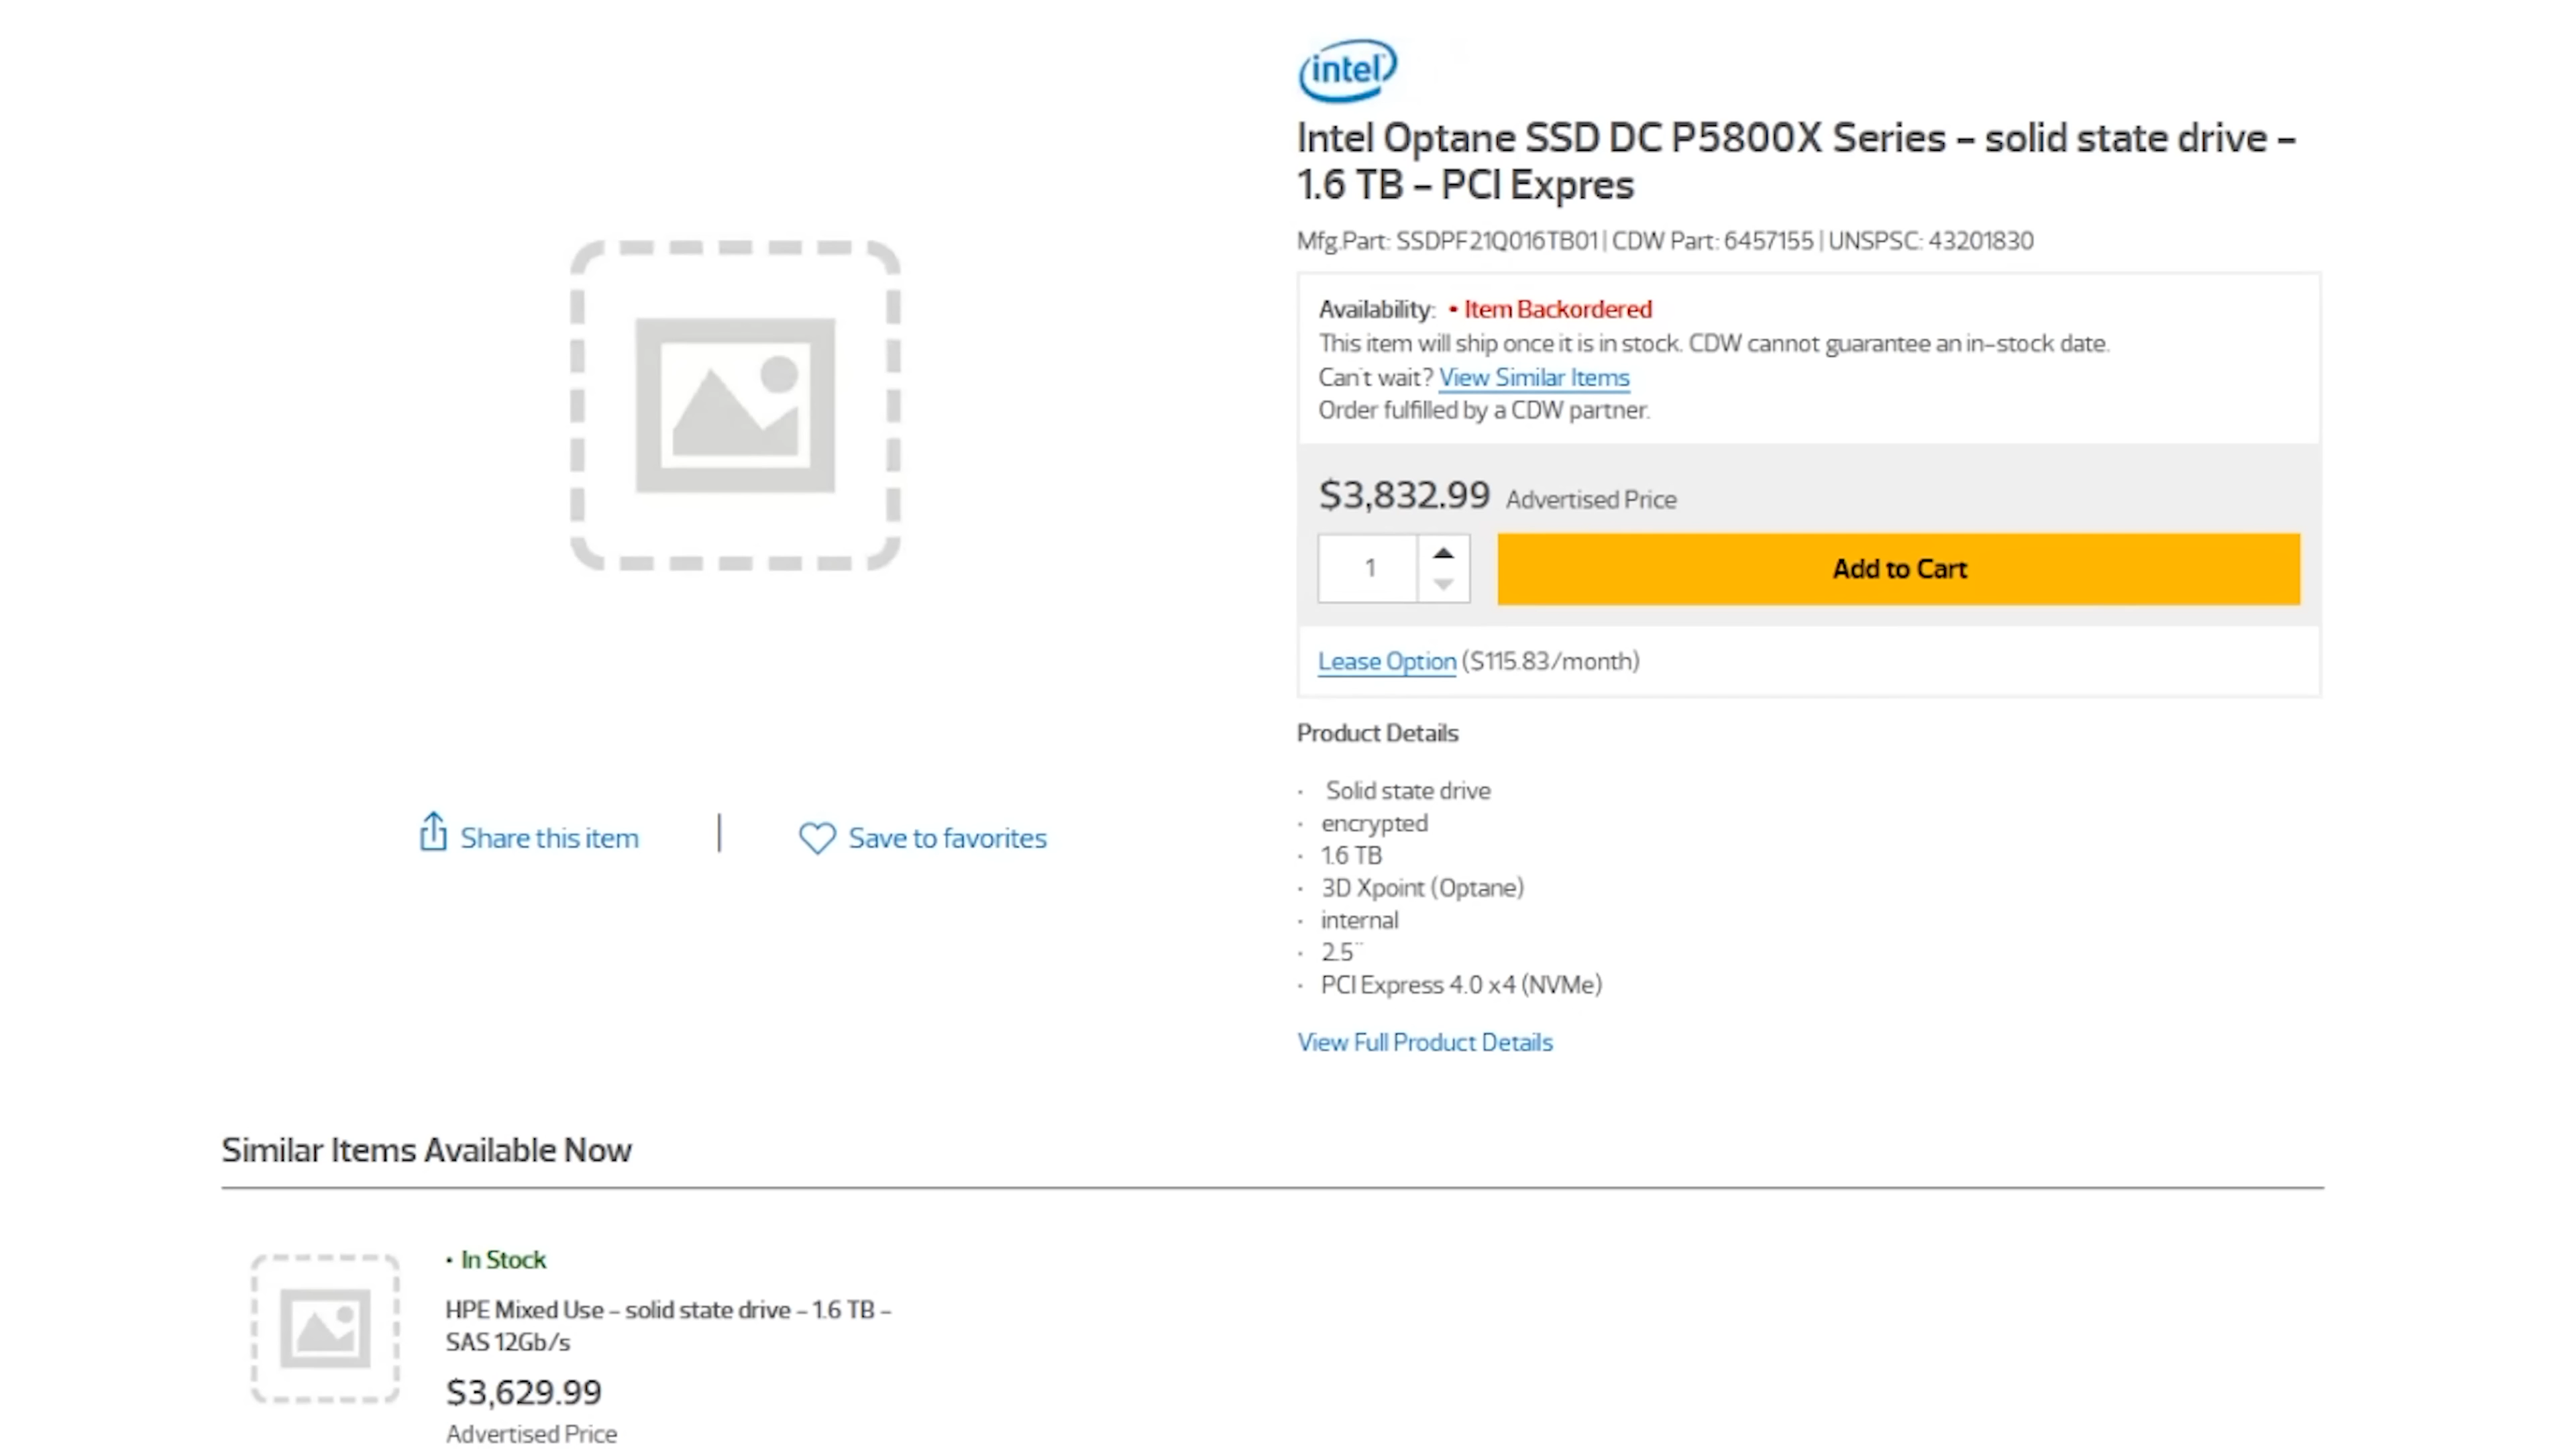 intel
Intel Optane SSD DC P5800X Series – solid state drive –
1.6 TB – PCI Expres
Mfg.Part: SSDPF21Q016TB01 | CDW Part: 6457155 | UNSPSC: 43201830
Availability: • Item Backordered
This item will ship once it is in stock. CDW cannot guarantee an in-stock date.
Can't wait? View Similar Items
Order fulfilled by a CDW partner.
$3,832.99 Advertised Price
1
Add to Cart
Lease Option ($115.83/month)
Product Details
· Solid state drive
· encrypted
· 1.6 TB
· 3D Xpoint (Optane)
· internal
· 2.5"
· PCI Express 4.0 x4 (NVMe)
View Full Product Details
Share this item | Save to favorites
Similar Items Available Now
• In Stock
HPE Mixed Use – solid state drive – 1.6 TB –
SAS 12Gb/s
$3,629.99
Advertised Price